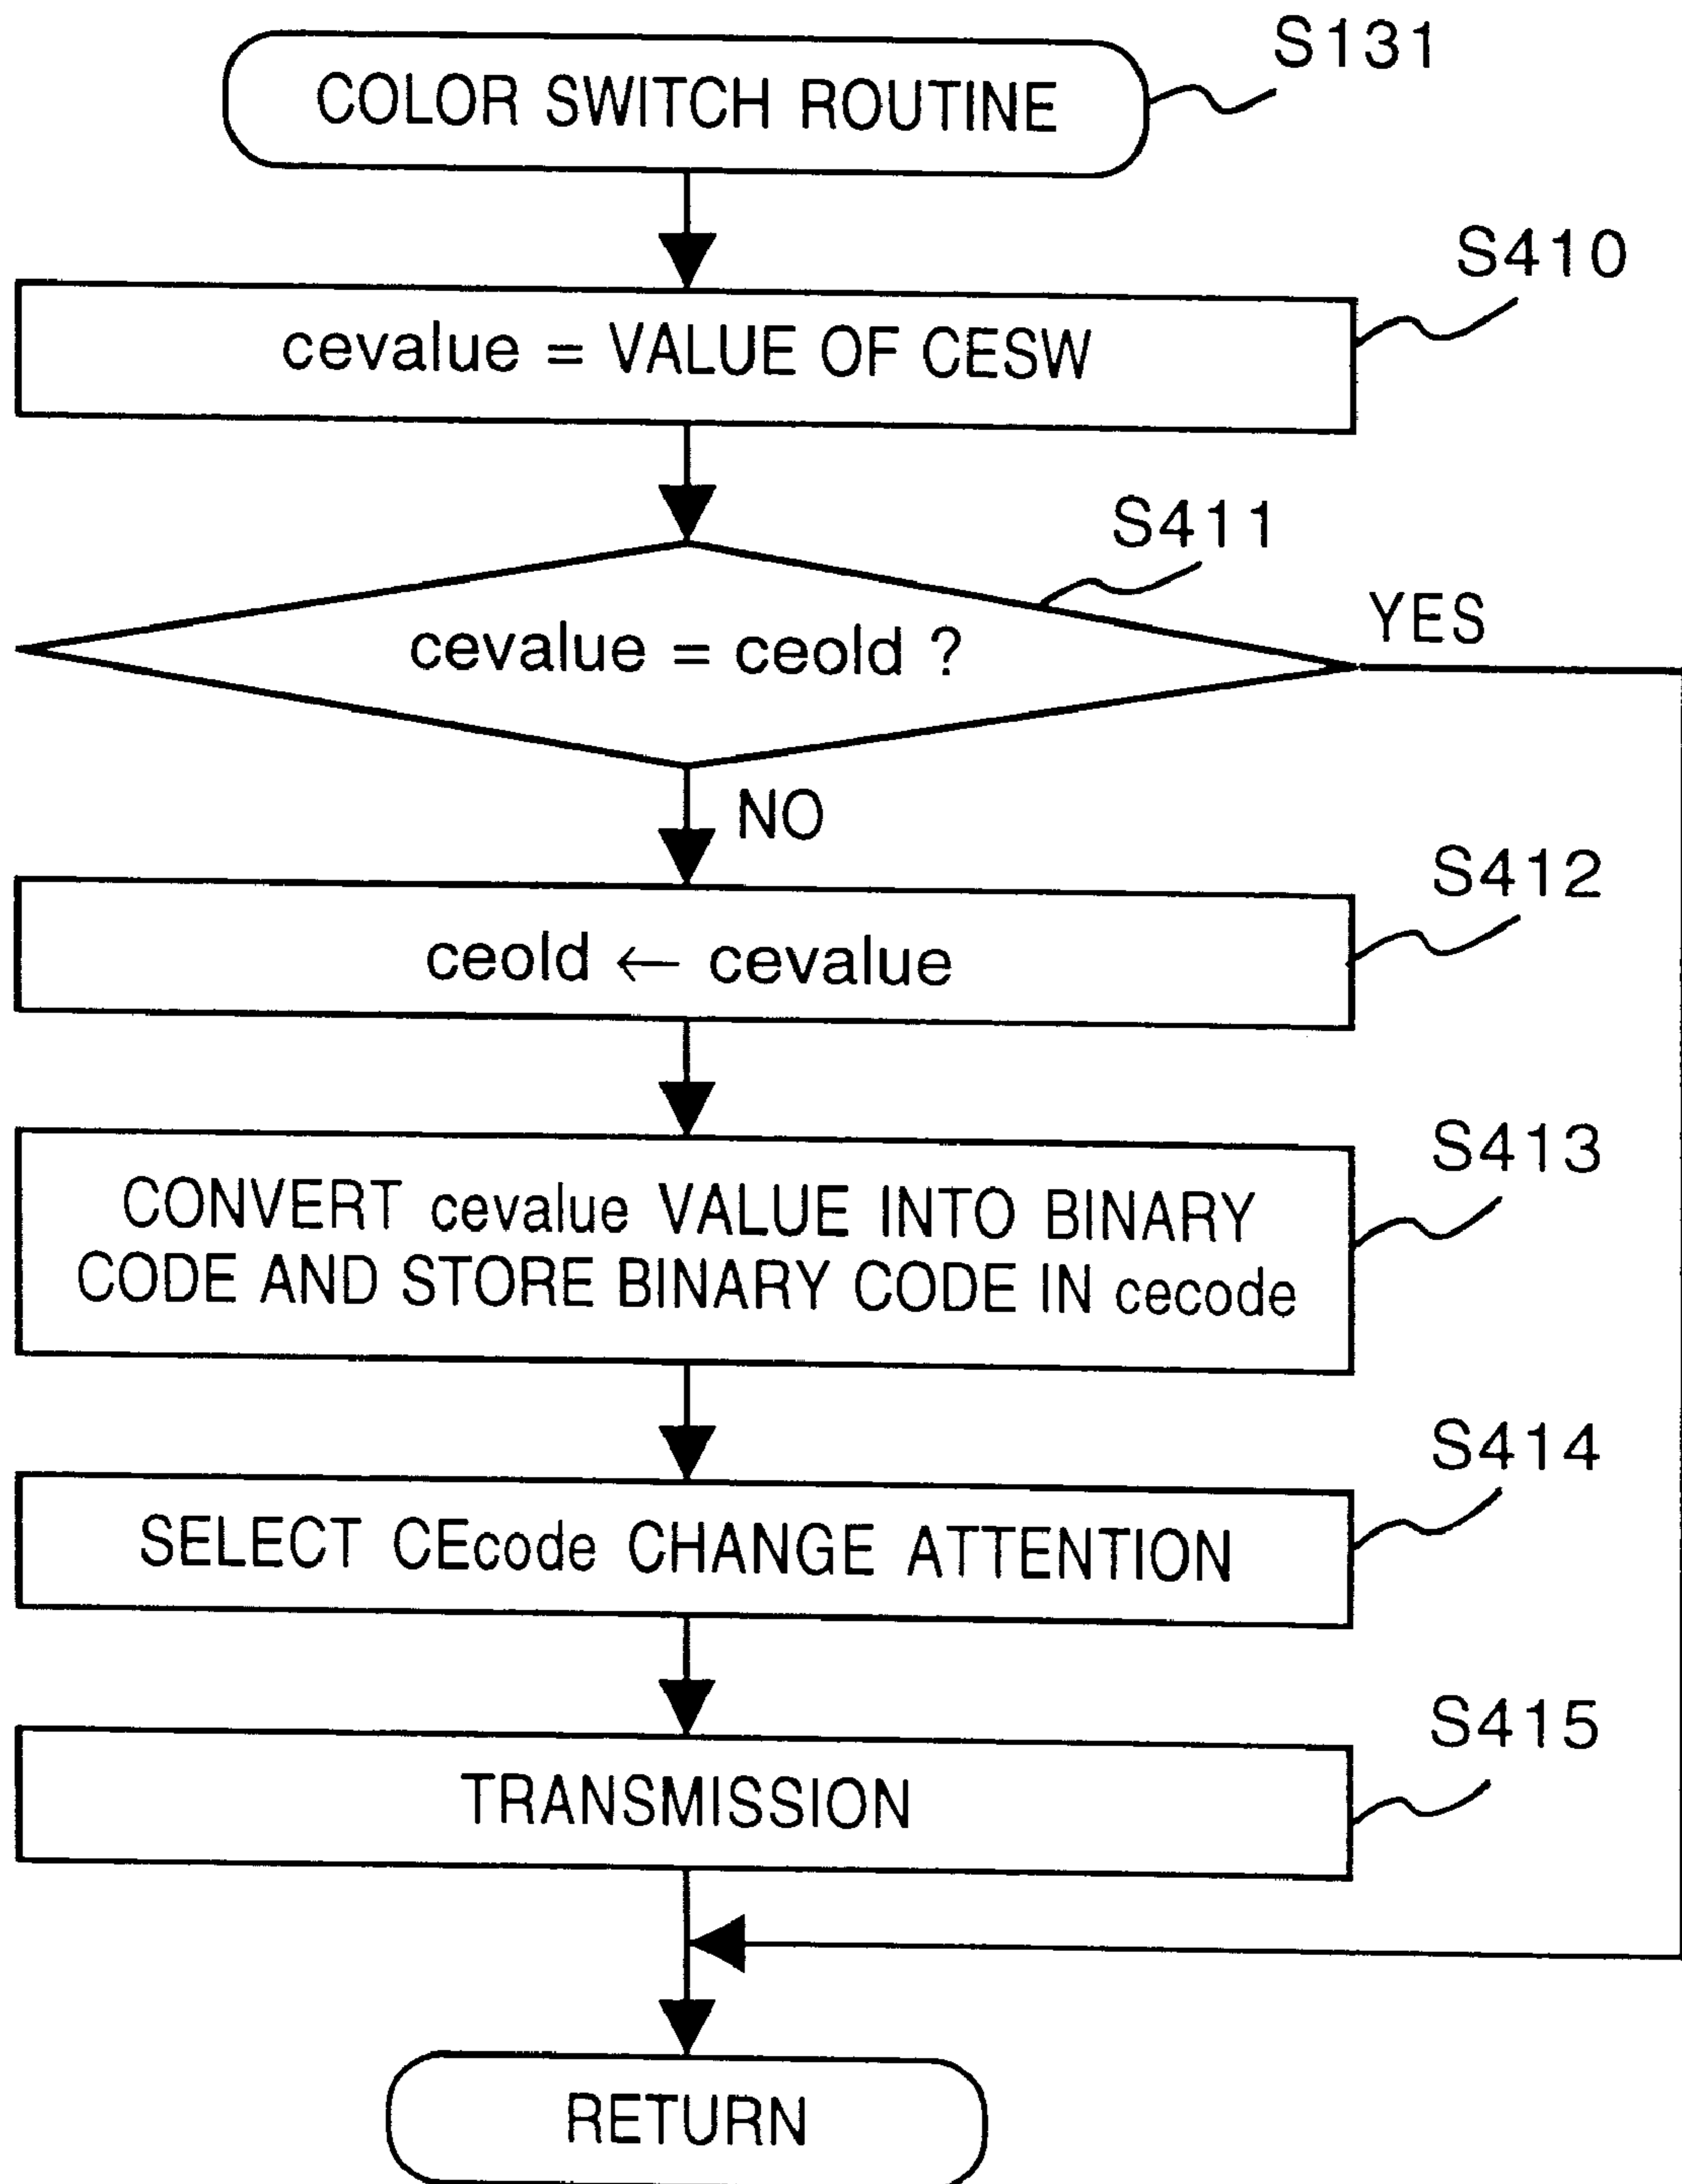 COLOR SWITCH ROUTINE
S131
S410
cevalue = VALUE OF CESW
S411
cevalue = ceold ?
YES
NO
S412
ceold ← cevalue
S413
CONVERT cevalue VALUE INTO BINARY
CODE AND STORE BINARY CODE IN cecode
S414
SELECT CEcode CHANGE ATTENTION
S415
TRANSMISSION
RETURN